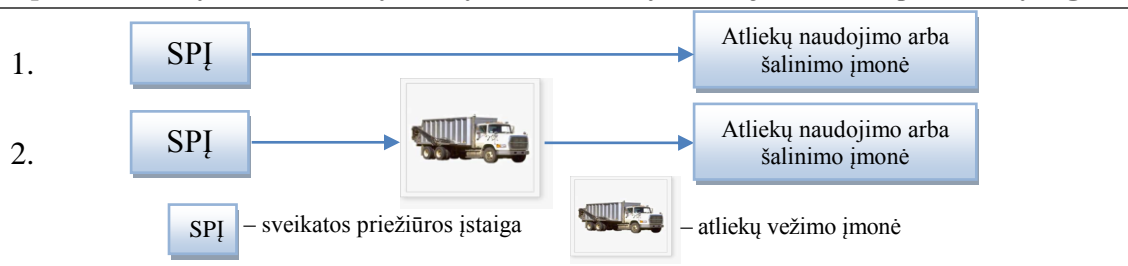 1.
SPĮ
Atliekų naudojimo arba
šalinimo įmonė
2.
SPĮ
Atliekų naudojimo arba
šalinimo įmonė
SPĮ – sveikatos priežiūros įstaiga
– atliekų vežimo įmonė